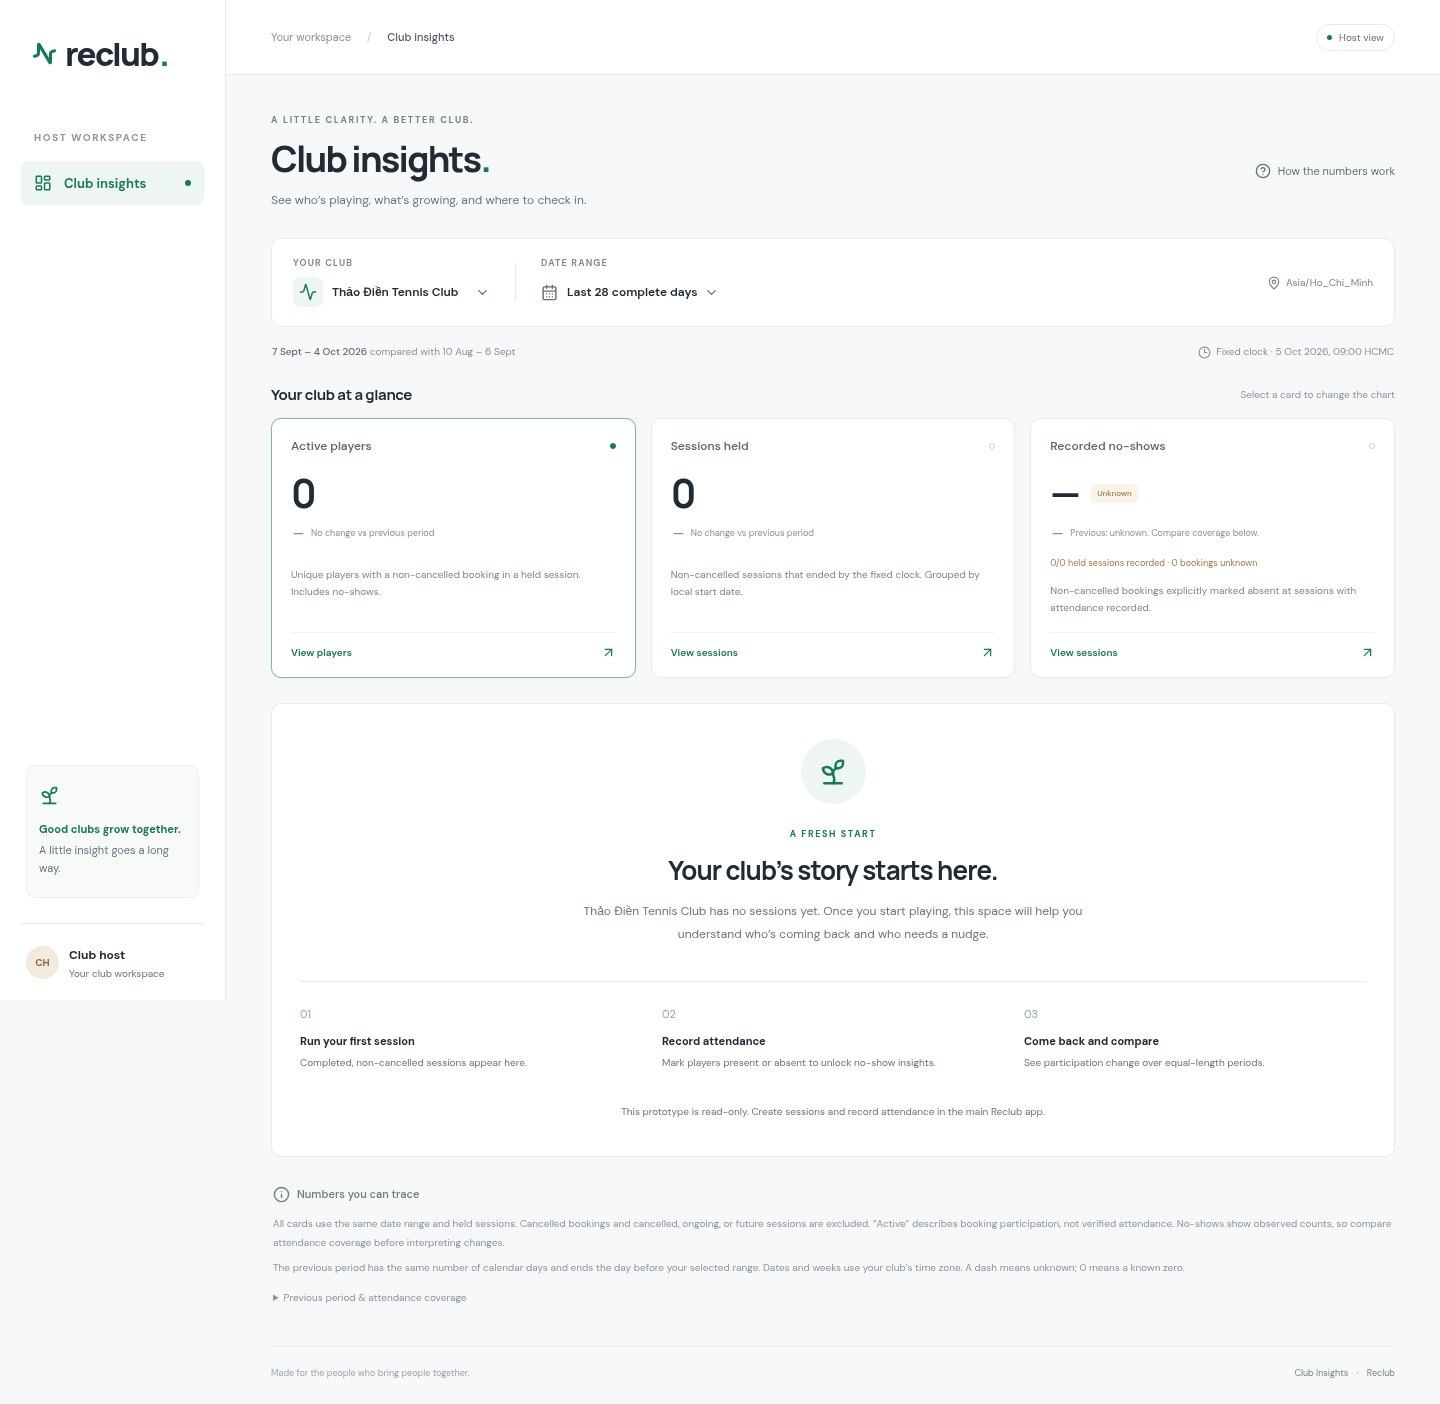 reclub.
HOST WORKSPACE
Club insights
Good clubs grow together.
A little insight goes a long
way.
CH
Club host
Your club workspace
Your workspace / Club insights
Host view
A LITTLE CLARITY. A BETTER CLUB.
Club insights.
See who’s playing, what’s growing, and where to check in.
How the numbers work
YOUR CLUB
Thảo Điền Tennis Club
DATE RANGE
Last 28 complete days
Asia/Ho_Chi_Minh
7 Sept – 4 Oct 2026 compared with 10 Aug – 6 Sept
Fixed clock · 5 Oct 2026, 09:00 HCMC
Your club at a glance
Select a card to change the chart
Active players
0
— No change vs previous period
Unique players with a non-cancelled booking in a held session.
Includes no-shows.
View players
Sessions held
0
— No change vs previous period
Non-cancelled sessions that ended by the fixed clock. Grouped by
local start date.
View sessions
Recorded no-shows
— Unknown
— Previous: unknown. Compare coverage below.
0/0 held sessions recorded · 0 bookings unknown
Non-cancelled bookings explicitly marked absent at sessions with
attendance recorded.
View sessions
A FRESH START
Your club’s story starts here.
Thảo Điền Tennis Club has no sessions yet. Once you start playing, this space will help you
understand who’s coming back and who needs a nudge.
01
Run your first session
Completed, non-cancelled sessions appear here.
02
Record attendance
Mark players present or absent to unlock no-show insights.
03
Come back and compare
See participation change over equal-length periods.
This prototype is read-only. Create sessions and record attendance in the main Reclub app.
Numbers you can trace
All cards use the same date range and held sessions. Cancelled bookings and cancelled, ongoing, or future sessions are excluded. “Active” describes booking participation, not verified attendance. No-shows show observed counts, so compare
attendance coverage before interpreting changes.
The previous period has the same number of calendar days and ends the day before your selected range. Dates and weeks use your club’s time zone. A dash means unknown; 0 means a known zero.
Previous period & attendance coverage
Made for the people who bring people together.
Club Insights · Reclub